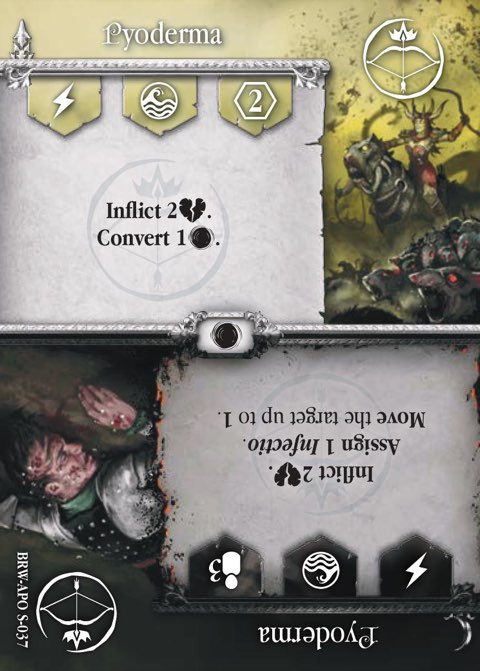 Pyoderma
2
Inflict 2.
Convert 1.
Inflict 2.
Assign 1 Infectio.
Move the target up to 1.
3
Pyoderma
BRW-APO S-037